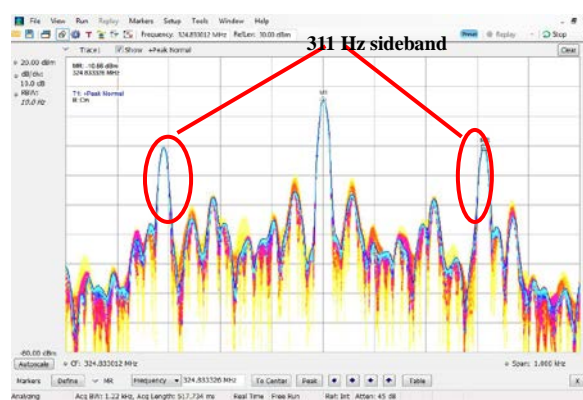 File View Run Replay Markers Setup Tools Window Help
Frequency: 324.833312 MHz RefLev: 30.00 dBm Preset Replay Stop
Trace1 Show +Peak Normal Clear
311 Hz sideband
20.00 dBm
MR: -10.66 dBm
324.833326 MHz
dB/div:
10.0 dB
RBW:
10.0 Hz
T1: +Peak Normal
B: On
-80.00 dBm
Autoscale CF: 324.833012 MHz Span: 1.000 kHz
Markers Define MR Frequency 324.833326 MHz To Center Peak Table X
Analyzing Acq BW: 1.22 kHz, Acq Length: 517.734 ms Real Time Free Run Ref: Int Atten: 45 dB